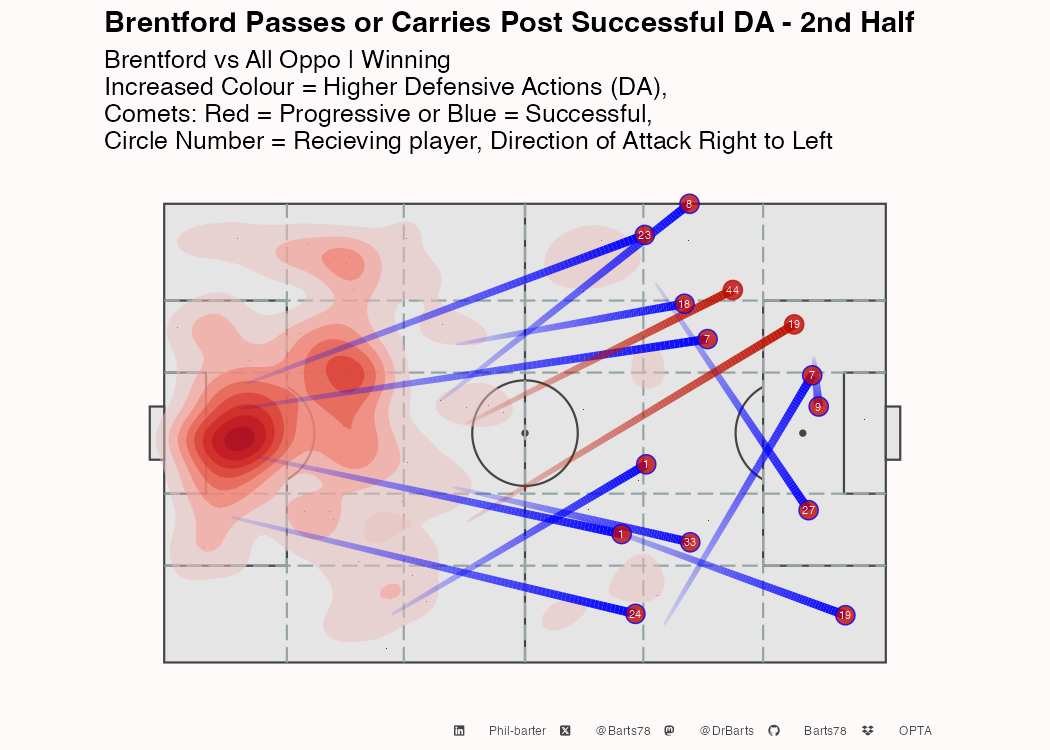 Brentford Passes or Carries Post Successful DA - 2nd Half
Brentford vs All Oppo | Winning
Increased Colour = Higher Defensive Actions (DA),
Comets: Red = Progressive or Blue = Successful,
Circle Number = Recieving player, Direction of Attack Right to Left
8
23
44
18
19
7
7
9
1
27
1
33
24
19
Phil-barter @Barts78 @DrBarts Barts78 OPTA